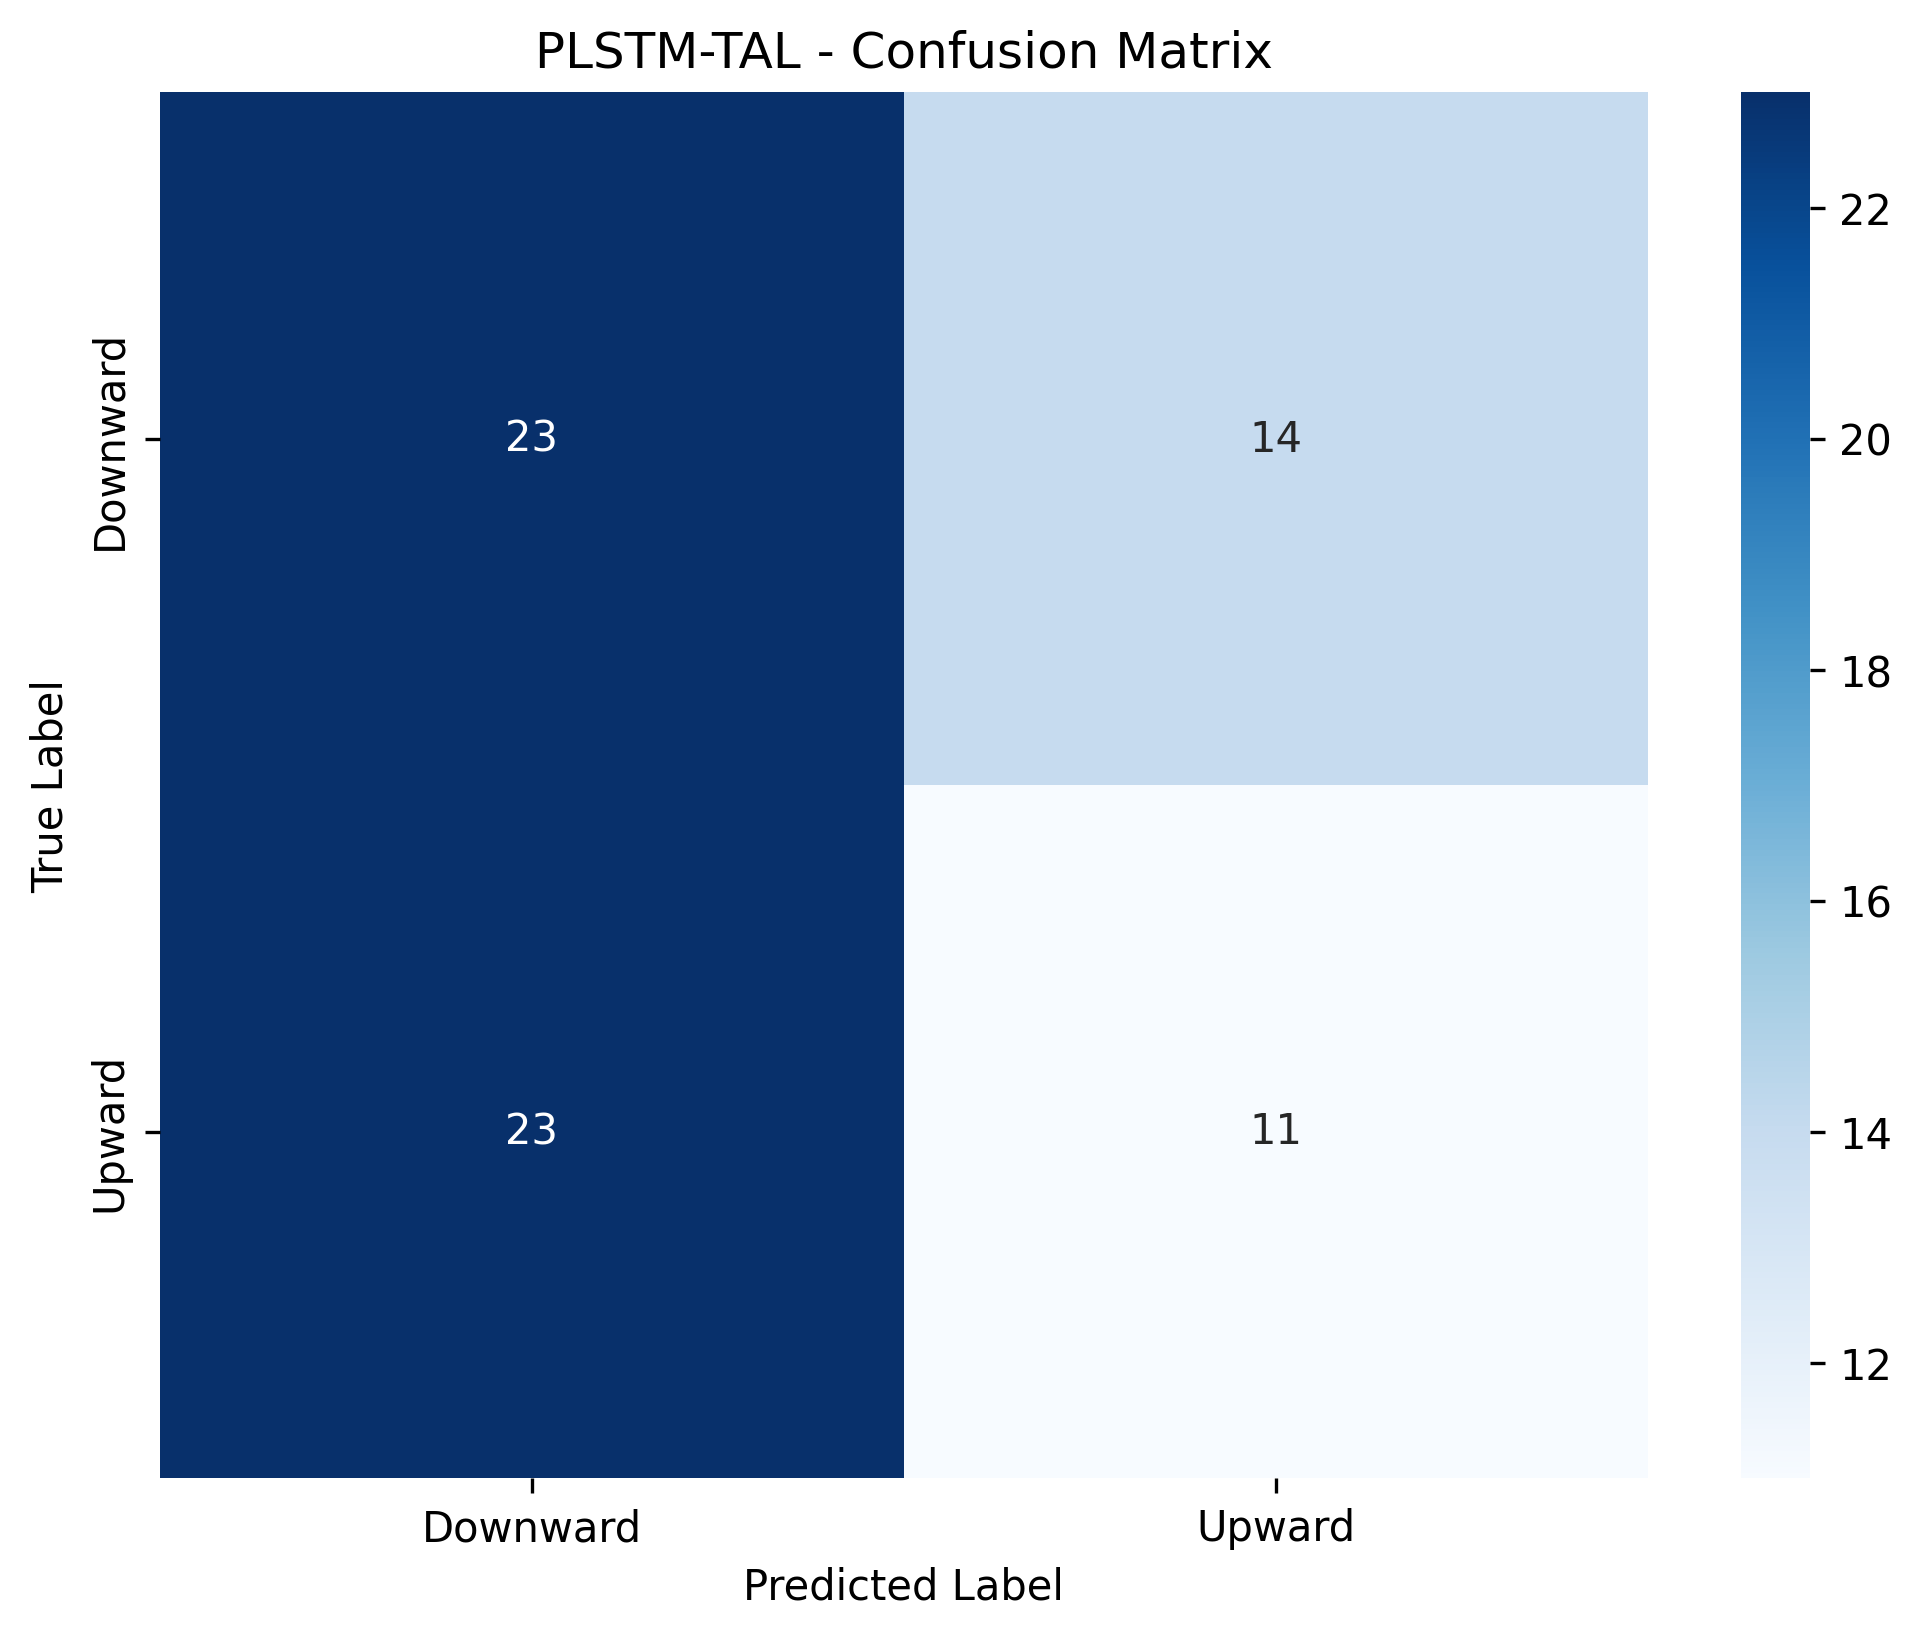 PLSTM-TAL - Confusion Matrix
True Label
Downward
Upward
23
14
23
11
Downward
Upward
Predicted Label
22
20
18
16
14
12